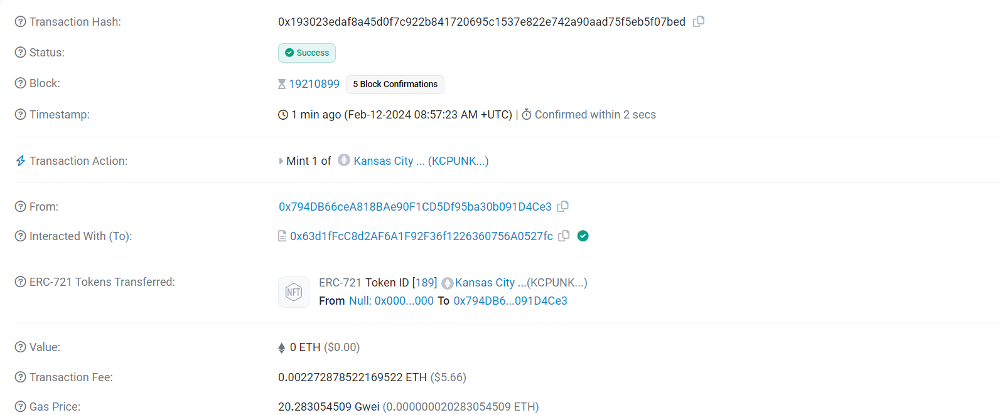 Transaction Hash: 0x193023edaf8a45d0f7c922b841720695c1537e822e742a90aad75f5eb5f07bed
Status: Success
Block: 19210899 5 Block Confirmations
Timestamp: 1 min ago (Feb-12-2024 08:57:23 AM +UTC) | Confirmed within 2 secs
Transaction Action: Mint 1 of Kansas City ... (KCPUNK...)
From: 0x794DB66ceA818BAe90F1CD5Df95ba30b091D4Ce3
Interacted With (To): 0x63d1fFcC8d2AF6A1F92F36f1226360756A0527fc
ERC-721 Tokens Transferred: NFT ERC-721 Token ID [189] Kansas City ...(KCPUNK...)
From Null: 0x000...000 To 0x794DB6...091D4Ce3
Value: 0 ETH ($0.00)
Transaction Fee: 0.002272878522169522 ETH ($5.66)
Gas Price: 20.283054509 Gwei (0.000000020283054509 ETH)